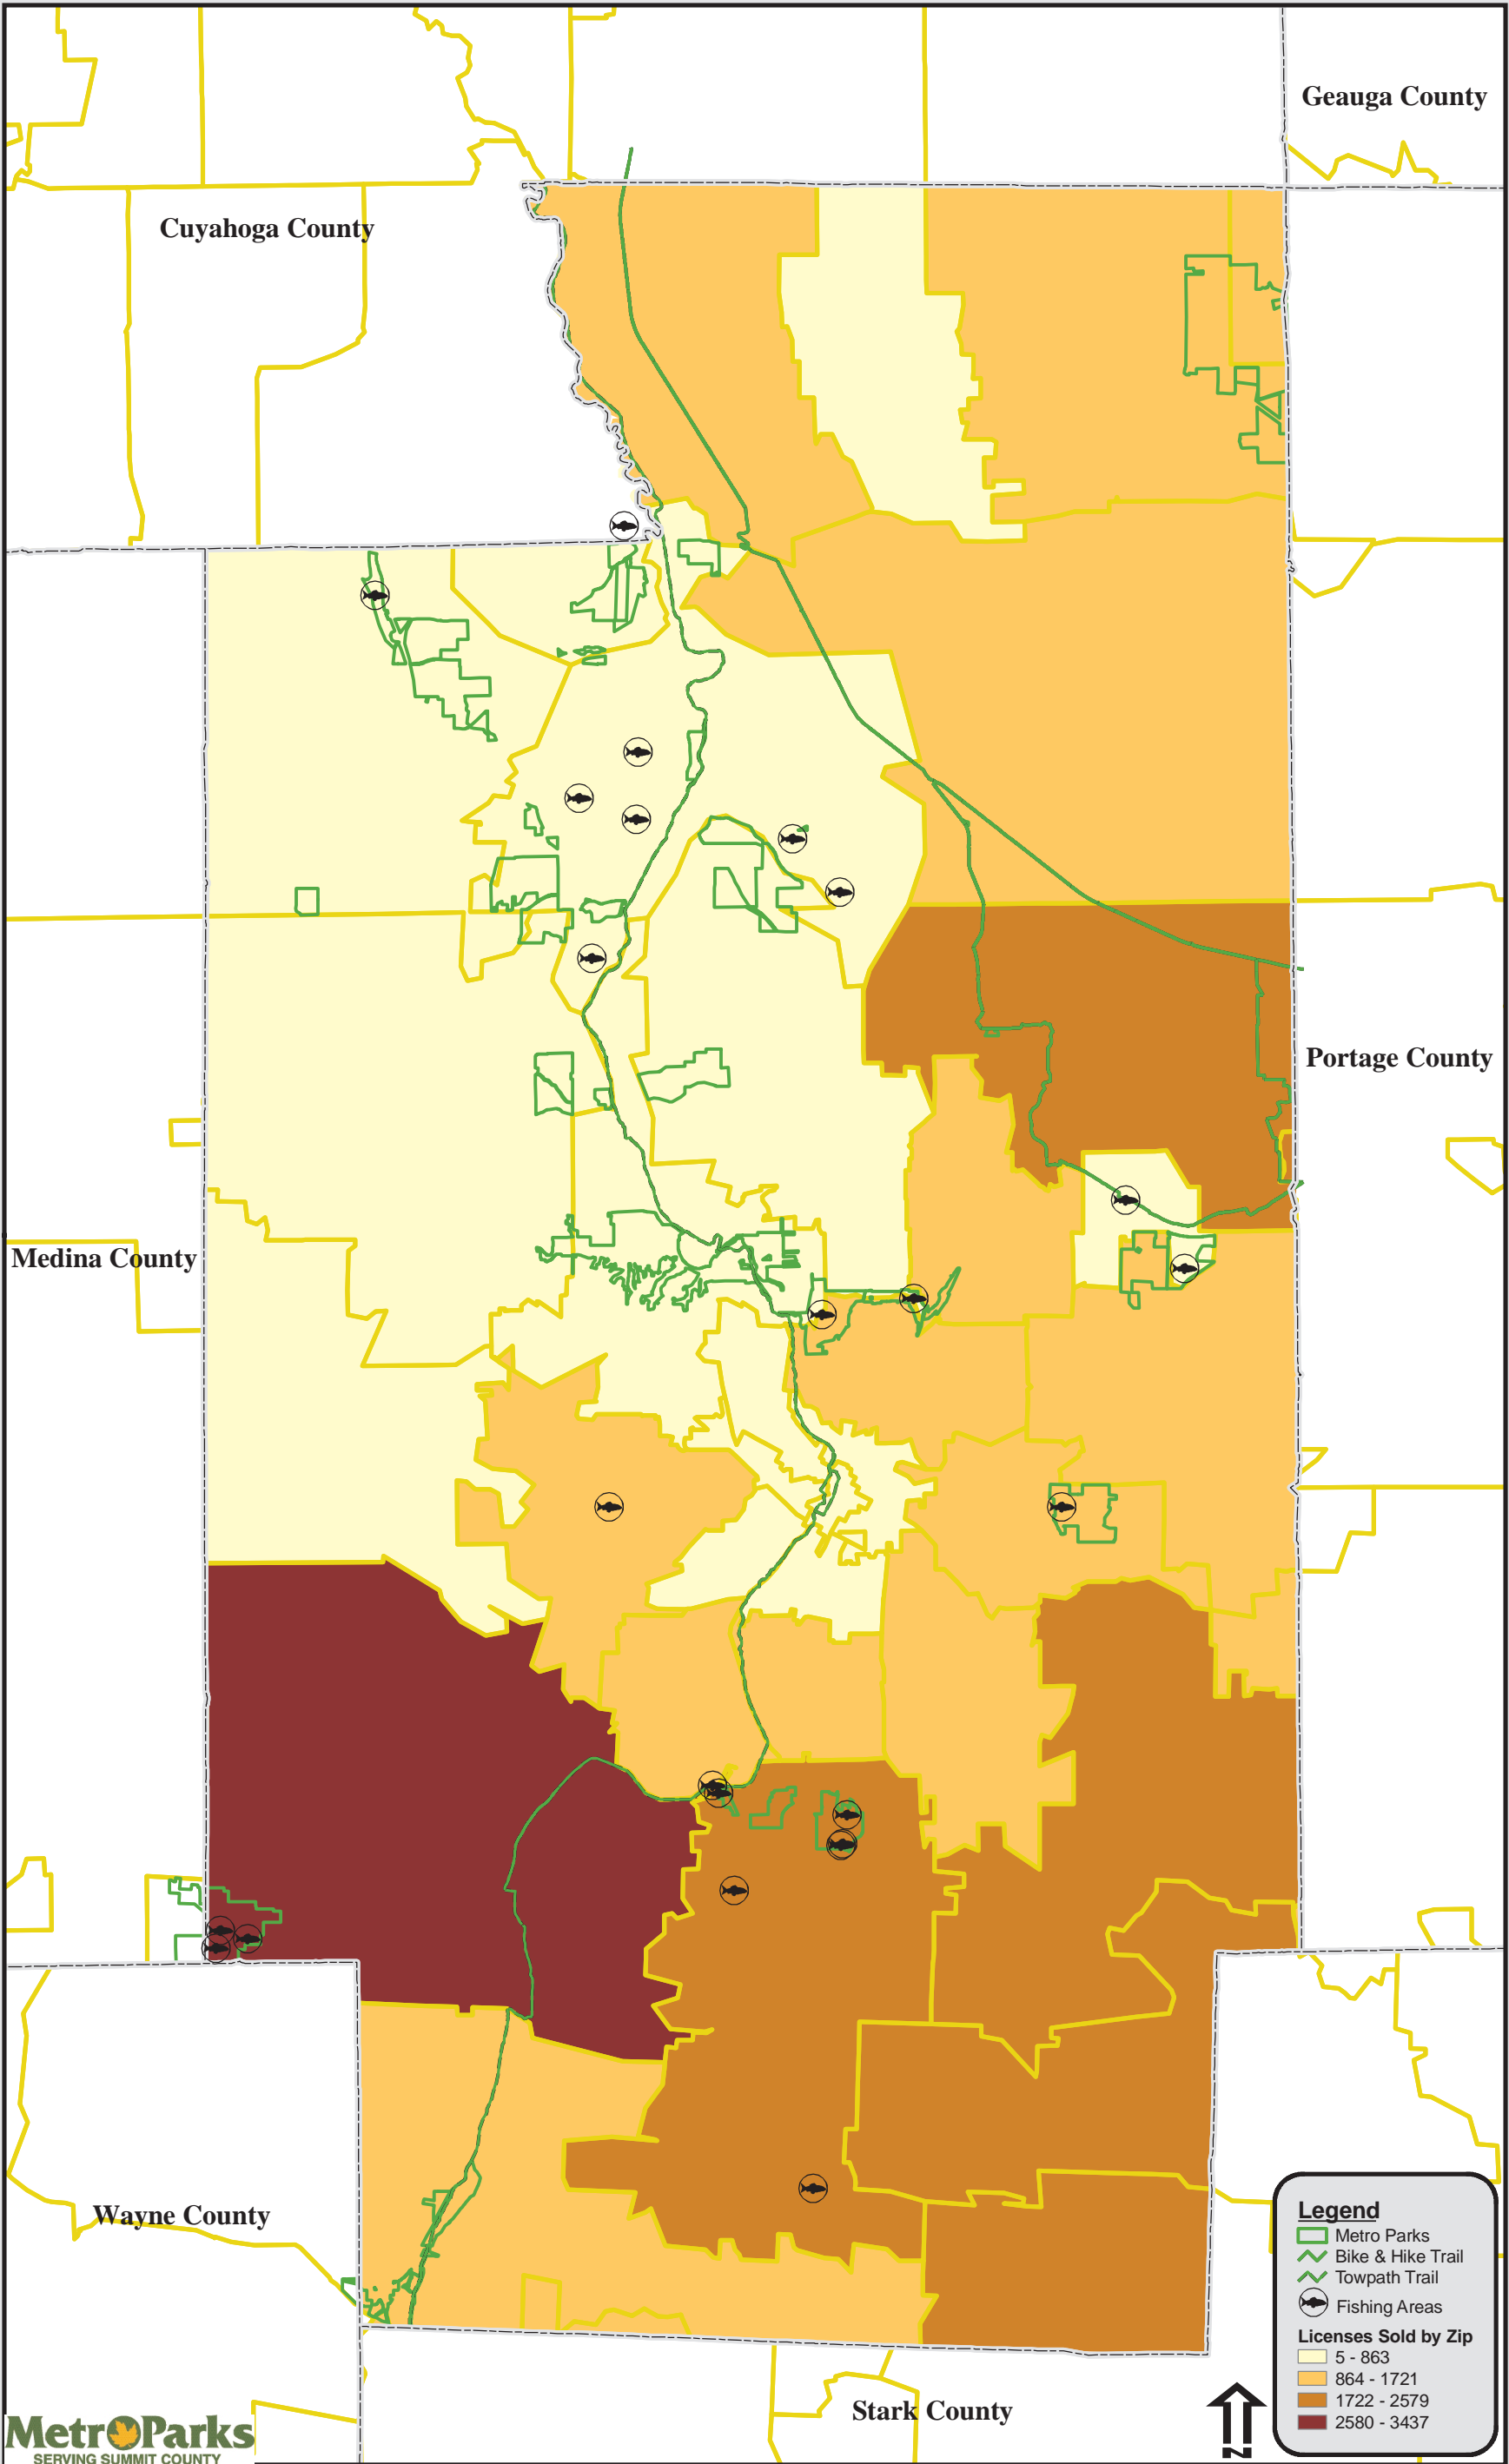 Geauga County
Cuyahoga County
Portage County
Medina County
Wayne County
Stark County
Legend
Metro Parks
Bike & Hike Trail
Towpath Trail
Fishing Areas
Licenses Sold by Zip
5 - 863
864 - 1721
1722 - 2579
2580 - 3437
N
MetroParks
SERVING SUMMIT COUNTY